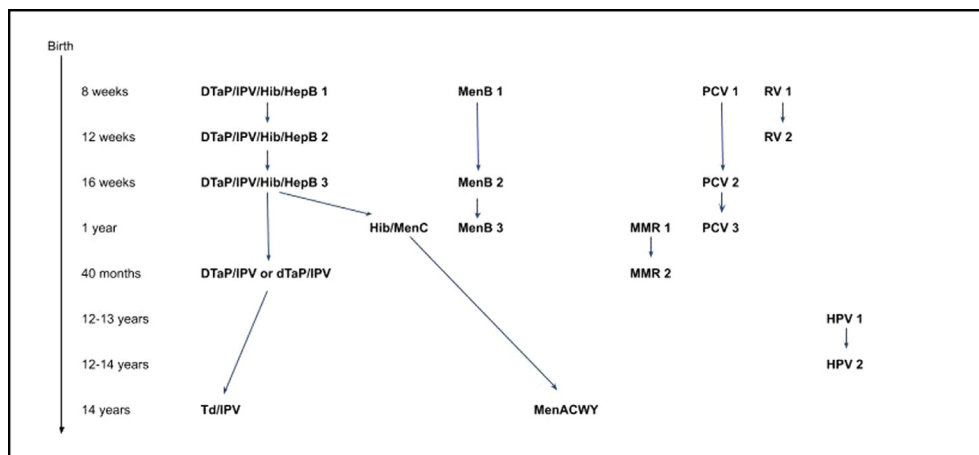 Birth
8 weeks DTaP/IPV/Hib/HepB 1 MenB 1 PCV 1 RV 1
12 weeks DTaP/IPV/Hib/HepB 2 RV 2
16 weeks DTaP/IPV/Hib/HepB 3 MenB 2 PCV 2
1 year Hib/MenC MenB 3 MMR 1 PCV 3
40 months DTaP/IPV or dTaP/IPV MMR 2
12-13 years HPV 1
12-14 years HPV 2
14 years Td/IPV MenACWY